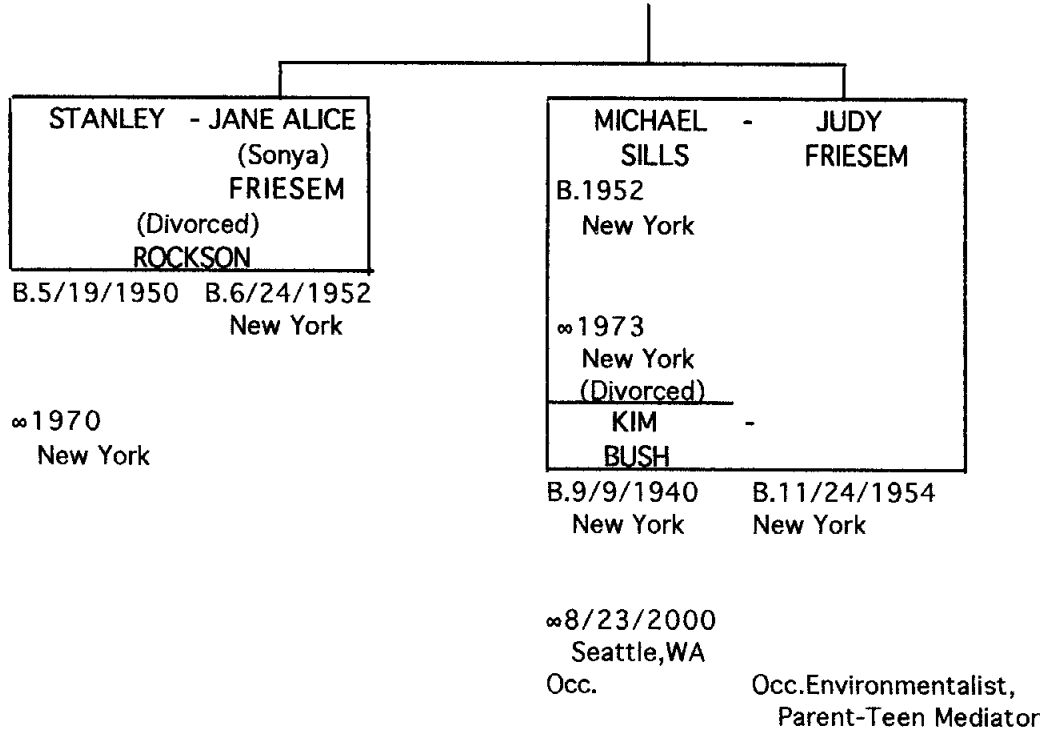 STANLEY - JANE ALICE
(Sonya)
FRIESEM
(Divorced)
ROCKSON
B.5/19/1950 B.6/24/1952
New York
∞1970
New York
MICHAEL - JUDY
SILLS FRIESEM
B.1952
New York
∞1973
New York
(Divorced)
KIM -
BUSH
B.9/9/1940 B.11/24/1954
New York New York
∞8/23/2000
Seattle,WA
Occ. Occ.Environmentalist,
Parent-Teen Mediator